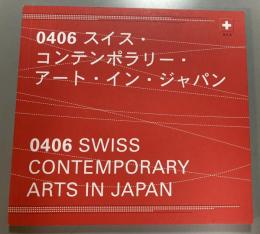 0406 スイス・
コンテンポラリー・
アート・イン・ジャパン
0406 SWISS
CONTEMPORARY
ARTS IN JAPAN